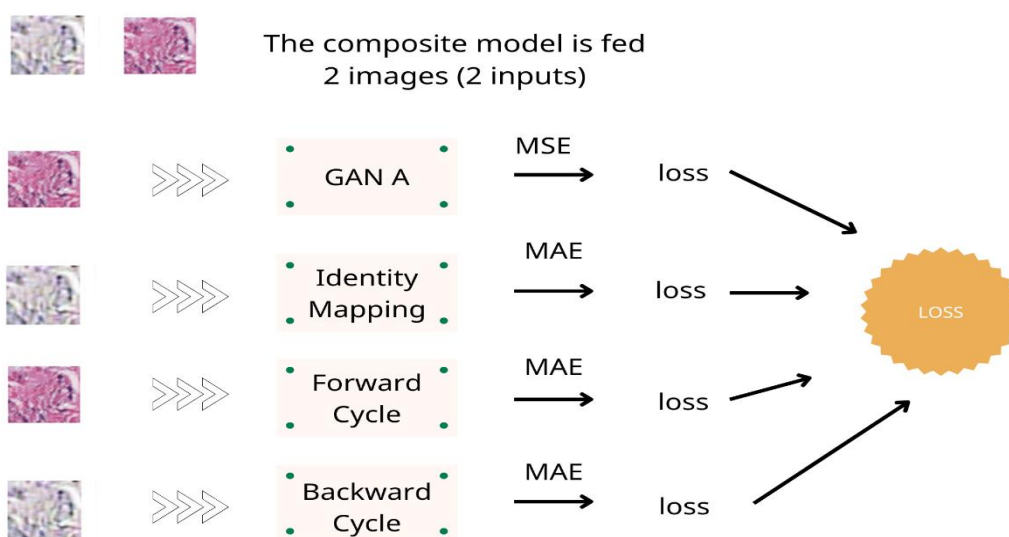 The composite model is fed
2 images (2 inputs)
MSE
GAN A
loss
MAE
Identity
Mapping
loss
LOSS
MAE
Forward
Cycle
loss
MAE
Backward
Cycle
loss